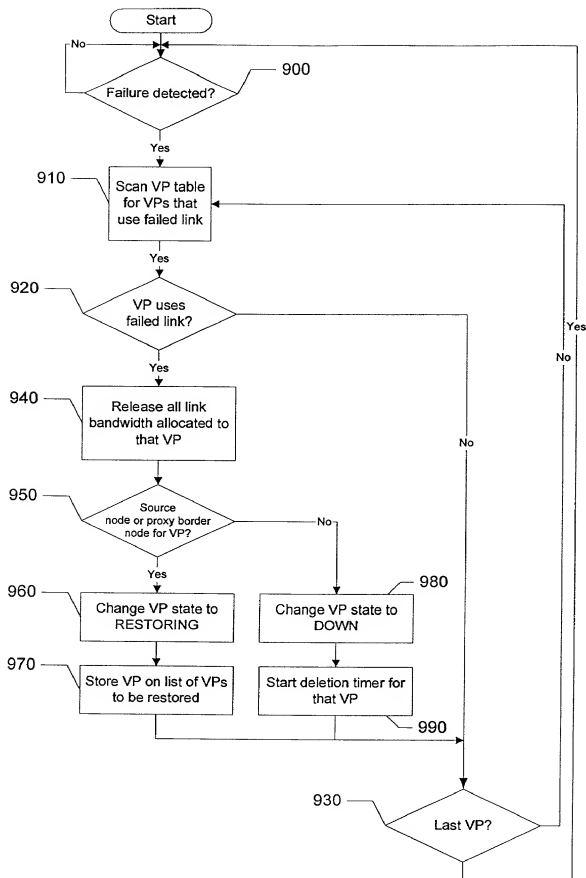 Start
No
900
Failure detected?
Yes
910
Scan VP table
for VPs that
use failed link
Yes
920
VP uses
failed link?
Yes
No
Yes
940
Release all link
bandwidth allocated to
that VP
No
950
Source
node or proxy border
node for VP?
No
Yes
960
Change VP state to
RESTORING
980
Change VP state to
DOWN
970
Store VP on list of VPs
to be restored
Start deletion timer for
that VP
990
930
Last VP?